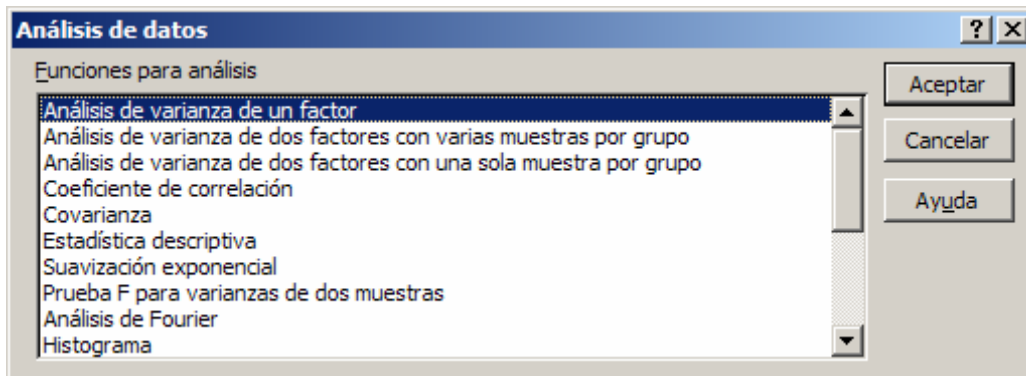 Análisis de datos
Funciones para análisis
Análisis de varianza de un factor
Análisis de varianza de dos factores con varias muestras por grupo
Análisis de varianza de dos factores con una sola muestra por grupo
Coeficiente de correlación
Covarianza
Estadística descriptiva
Suavización exponencial
Prueba F para varianzas de dos muestras
Análisis de Fourier
Histograma
Aceptar
Cancelar
Ayuda